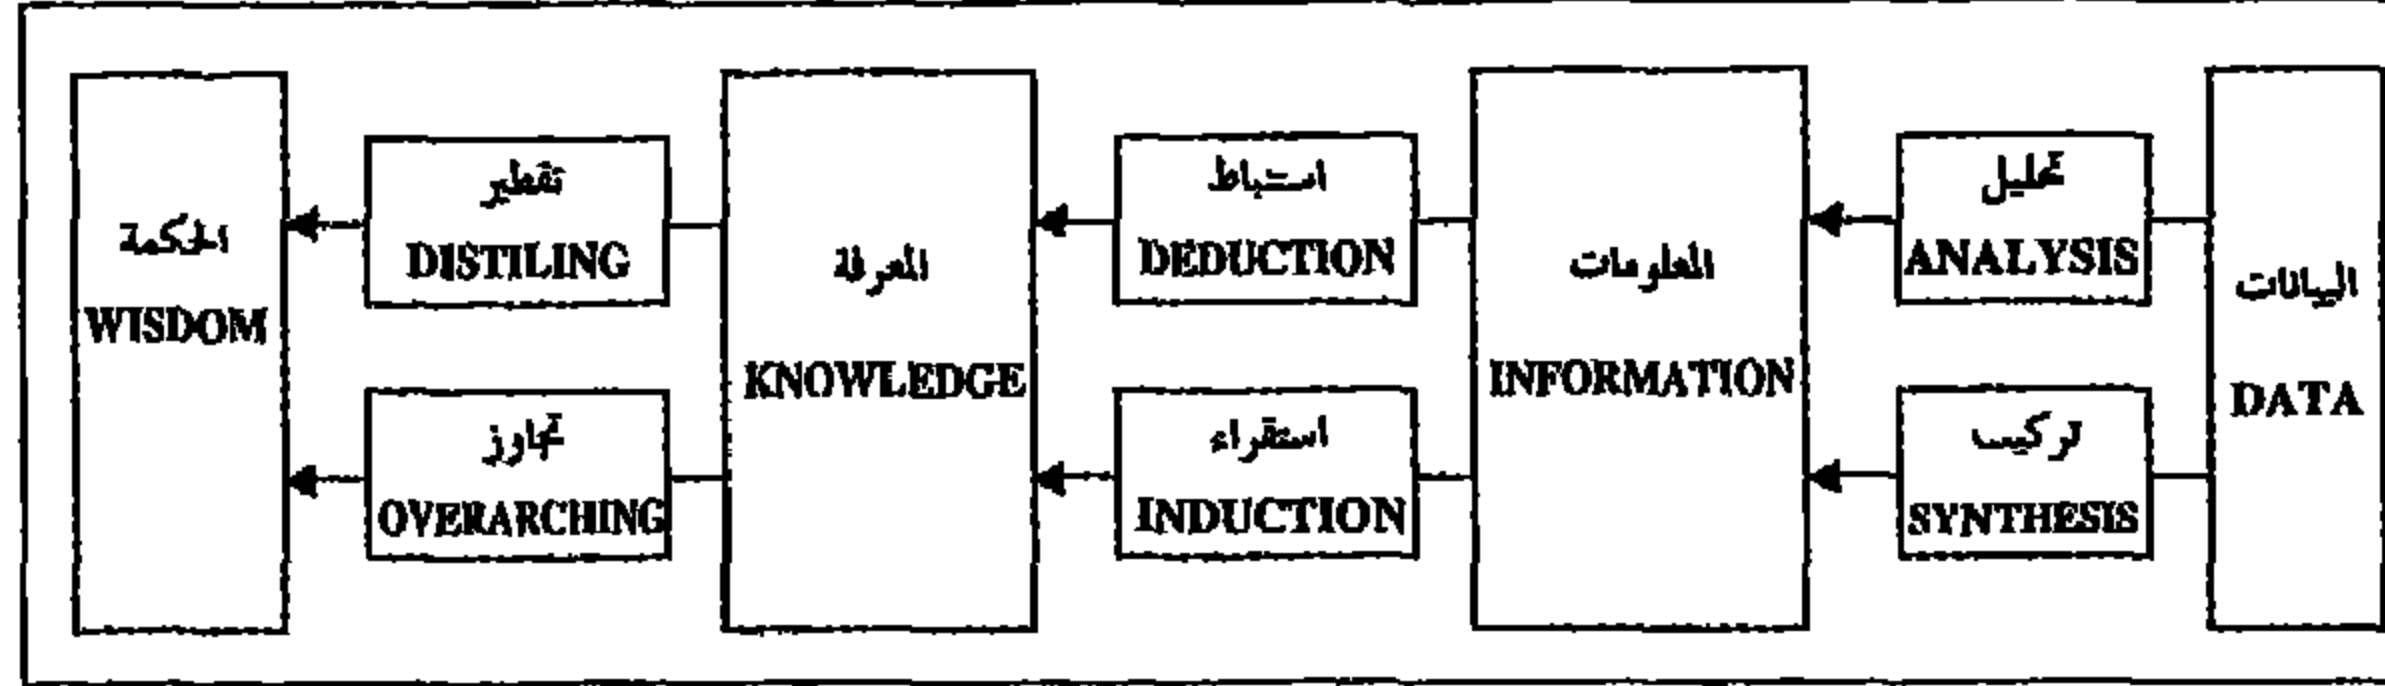 البيانات
DATA
تحليل
ANALYSIS
تركيب
SYNTHESIS
المعلومات
INFORMATION
استنباط
DEDUCTION
استقراء
INDUCTION
المعرفة
KNOWLEDGE
تقطير
DISTILING
تجاوز
OVERARCHING
الحكمة
WISDOM